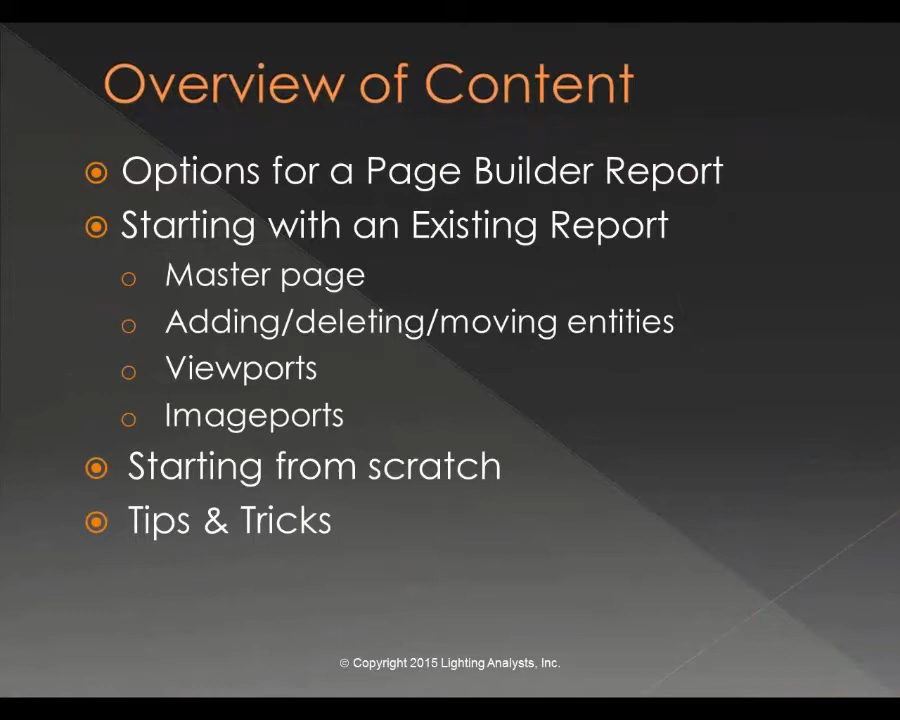 Overview of Content
Options for a Page Builder Report
Starting with an Existing Report
Master page
Adding/deleting/moving entities
Viewports
Imageports
Starting from scratch
Tips & Tricks
© Copyright 2015 Lighting Analysts, Inc.